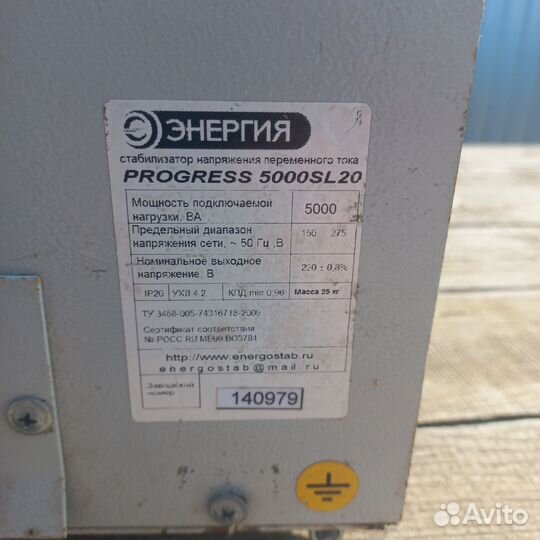 ЭНЕРГИЯ
стабилизатор напряжения переменного тока
PROGRESS 5000SL20
Мощность подключаемой нагрузки, ВА 5000
Предельный диапазон напряжения сети, ~ 50 Гц ,В 150 275
Номинальное выходное напряжение, В 220 ± 0,8%
IP20 УХЛ 4.2 КПД min 0,96 Масса 25 кг
ТУ 3468-005-74316718-2009
Сертификат соответствия
№ РОСС RU.МЕ69.ВО3784
http://www.energostab.ru
energostab@mail.ru
Заводской номер 140979
Avito